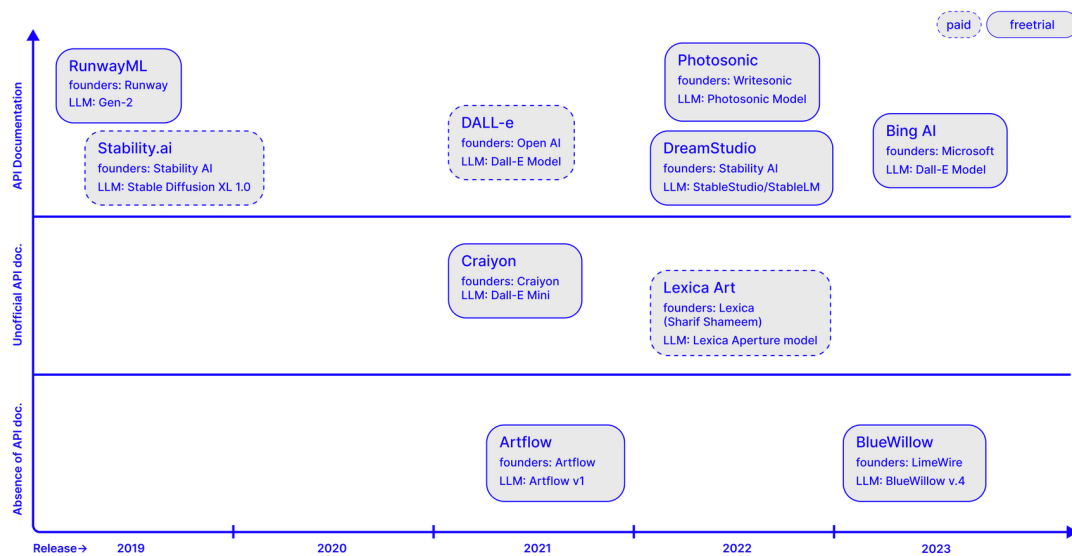 paid
freetrial
API Documentation
RunwayML
founders: Runway
LLM: Gen-2
Stability.ai
founders: Stability AI
LLM: Stable Diffusion XL 1.0
DALL-e
founders: Open AI
LLM: Dall-E Model
Photosonic
founders: Writesonic
LLM: Photosonic Model
DreamStudio
founders: Stability AI
LLM: StableStudio/StableLM
Bing AI
founders: Microsoft
LLM: Dall-E Model
Unofficial API doc.
Craiyon
founders: Craiyon
LLM: Dall-E Mini
Lexica Art
founders: Lexica
(Sharif Shameem)
LLM: Lexica Aperture model
Absence of API doc.
Artflow
founders: Artflow
LLM: Artflow v1
BlueWillow
founders: LimeWire
LLM: BlueWillow v.4
Release→
2019
2020
2021
2022
2023